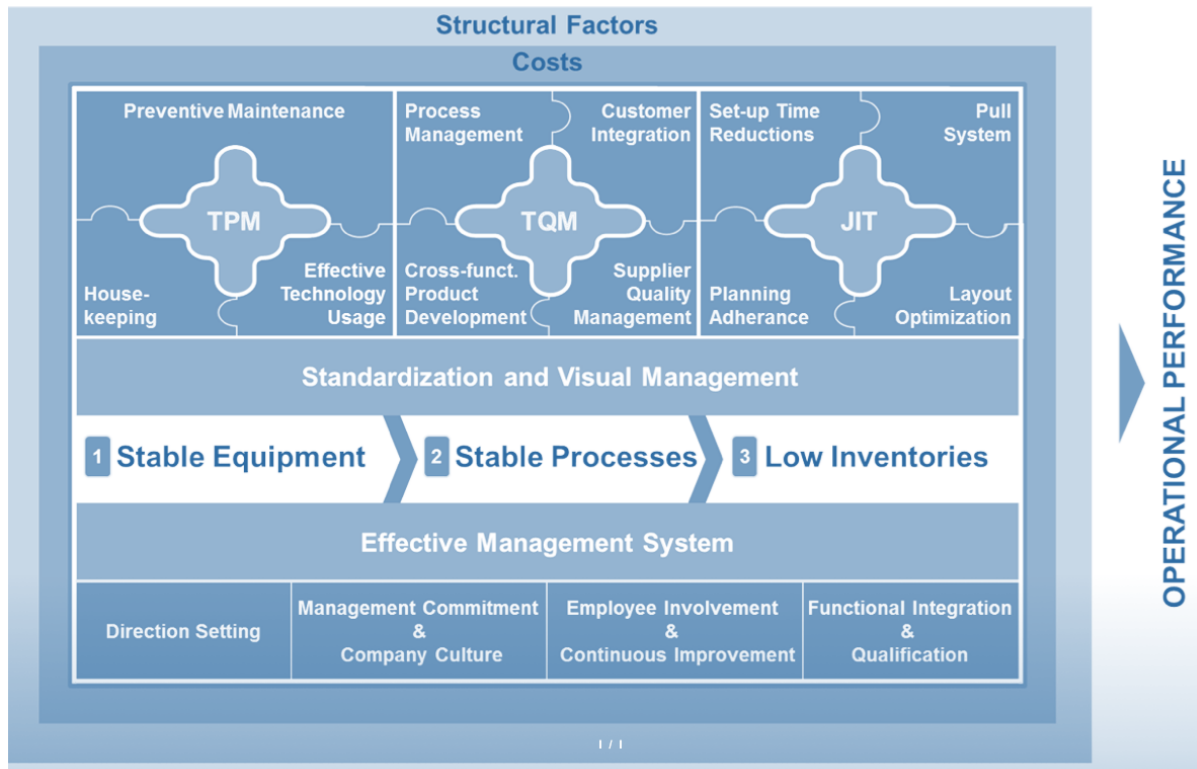 Structural Factors
Costs
Preventive Maintenance
TPM
House-
keeping
Effective
Technology
Usage
Process
Management
Customer
Integration
TQM
Cross-funct.
Product
Development
Supplier
Quality
Management
Set-up Time
Reductions
Pull
System
JIT
Planning
Adherance
Layout
Optimization
Standardization and Visual Management
1 Stable Equipment
2 Stable Processes
3 Low Inventories
Effective Management System
Direction Setting
Management Commitment
&
Company Culture
Employee Involvement
&
Continuous Improvement
Functional Integration
&
Qualification
1 / 1
OPERATIONAL PERFORMANCE